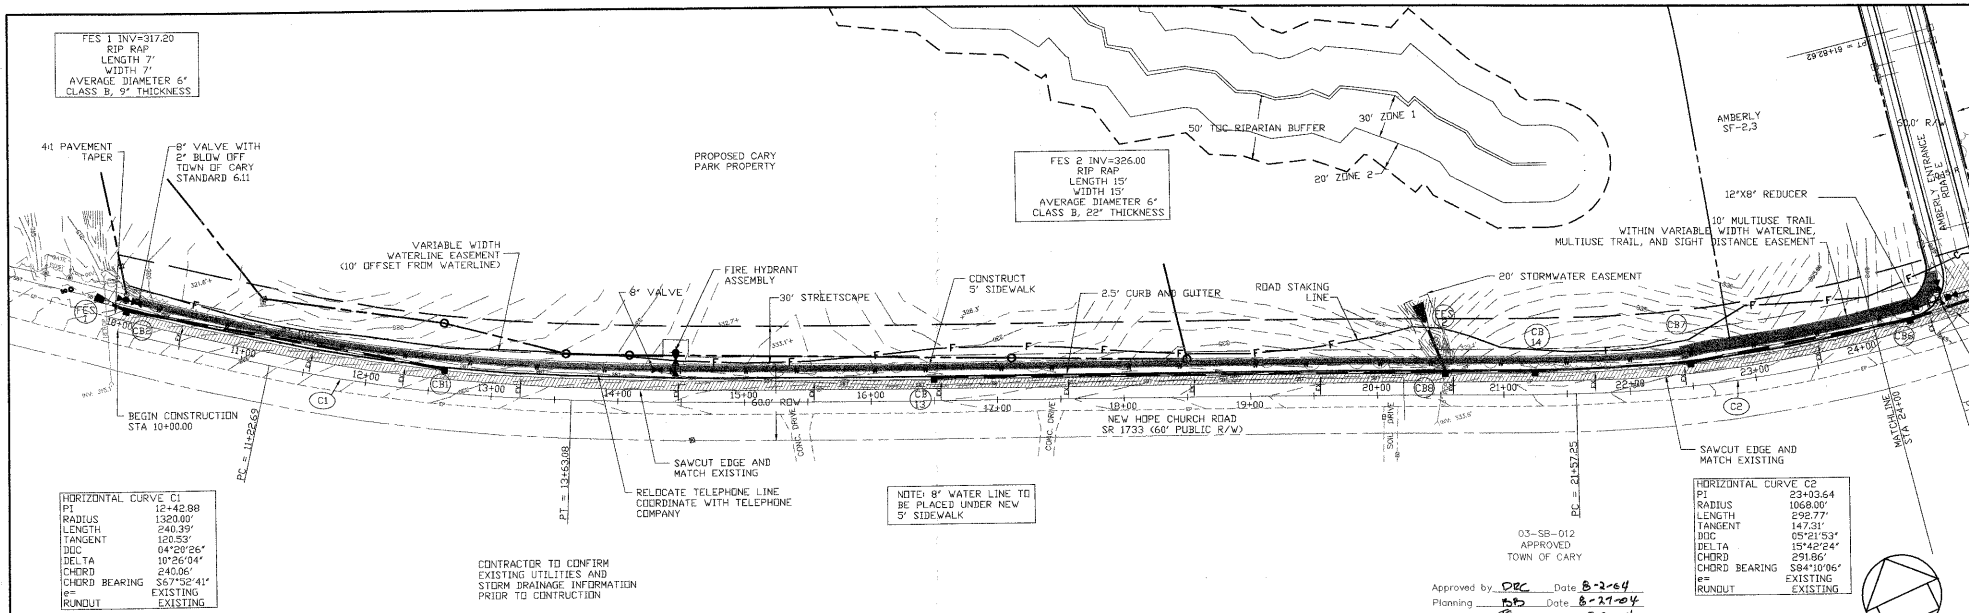 FES 1 INV=317.20
RIP RAP
LENGTH 7'
WIDTH 7'
AVERAGE DIAMETER 6"
CLASS B, 9" THICKNESS
4:1 PAVEMENT
TAPER
8" VALVE WITH
2" BLOW OFF
TOWN OF CARY
STANDARD 6.11
PROPOSED CARY
PARK PROPERTY
FES 2 INV=326.00
RIP RAP
LENGTH 15'
WIDTH 15'
AVERAGE DIAMETER 6"
CLASS B, 22" THICKNESS
50' TOC RIPARIAN BUFFER
30' ZONE 1
20' ZONE 2
PT = 61+82.62
AMBERLY
SF-2,3
60.0' R/W
AMBERLY ENTRANCE
ROAD E
12"X8" REDUCER
10' MULTIUSE TRAIL
WITHIN VARIABLE WIDTH WATERLINE,
MULTIUSE TRAIL, AND SIGHT DISTANCE EASEMENT
VARIABLE WIDTH
WATERLINE EASEMENT
(10' OFFSET FROM WATERLINE)
FIRE HYDRANT
ASSEMBLY
8" VALVE
30' STREETSCAPE
CONSTRUCT
5' SIDEWALK
2.5' CURB AND GUTTER
ROAD STAKING
LINE
20' STORMWATER EASEMENT
FES
1
CB2
CB1
CB
13
FES
2
CB8
CB
14
CB7
CB6
10+00
11+00
12+00
13+00
14+00
15+00
16+00
17+00
18+00
19+00
20+00
21+00
22+00
23+00
24+00
C1
C2
60.0' ROW
CONC. DRIVE
CONC. DRIVE
SOIL DRIVE
NEW HOPE CHURCH ROAD
SR 1733 (60' PUBLIC R/W)
BEGIN CONSTRUCTION
STA 10+00.00
PC = 11+22.69
PT = 13+63.08
PC = 21+57.25
MATCHLINE
STA 24+00
SAWCUT EDGE AND
MATCH EXISTING
RELOCATE TELEPHONE LINE
COORDINATE WITH TELEPHONE
COMPANY
NOTE: 8" WATER LINE TO
BE PLACED UNDER NEW
5' SIDEWALK
SAWCUT EDGE AND
MATCH EXISTING
HORIZONTAL CURVE C1
PI 12+42.88
RADIUS 1320.00'
LENGTH 240.39'
TANGENT 120.53'
DOC 04°20'26"
DELTA 10°26'04"
CHORD 240.06'
CHORD BEARING S67°52'41"
e= EXISTING
RUNOUT EXISTING
CONTRACTOR TO CONFIRM
EXISTING UTILITIES AND
STORM DRAINAGE INFORMATION
PRIOR TO CONTRUCTION
03-SB-012
APPROVED
TOWN OF CARY
Approved by DRC Date 8-2-04
Planning BB Date 8-27-04
HORIZONTAL CURVE C2
PI 23+03.64
RADIUS 1068.00'
LENGTH 292.77'
TANGENT 147.31'
DOC 05°21'53"
DELTA 15°42'24"
CHORD 291.86'
CHORD BEARING S84°10'06"
e= EXISTING
RUNOUT EXISTING